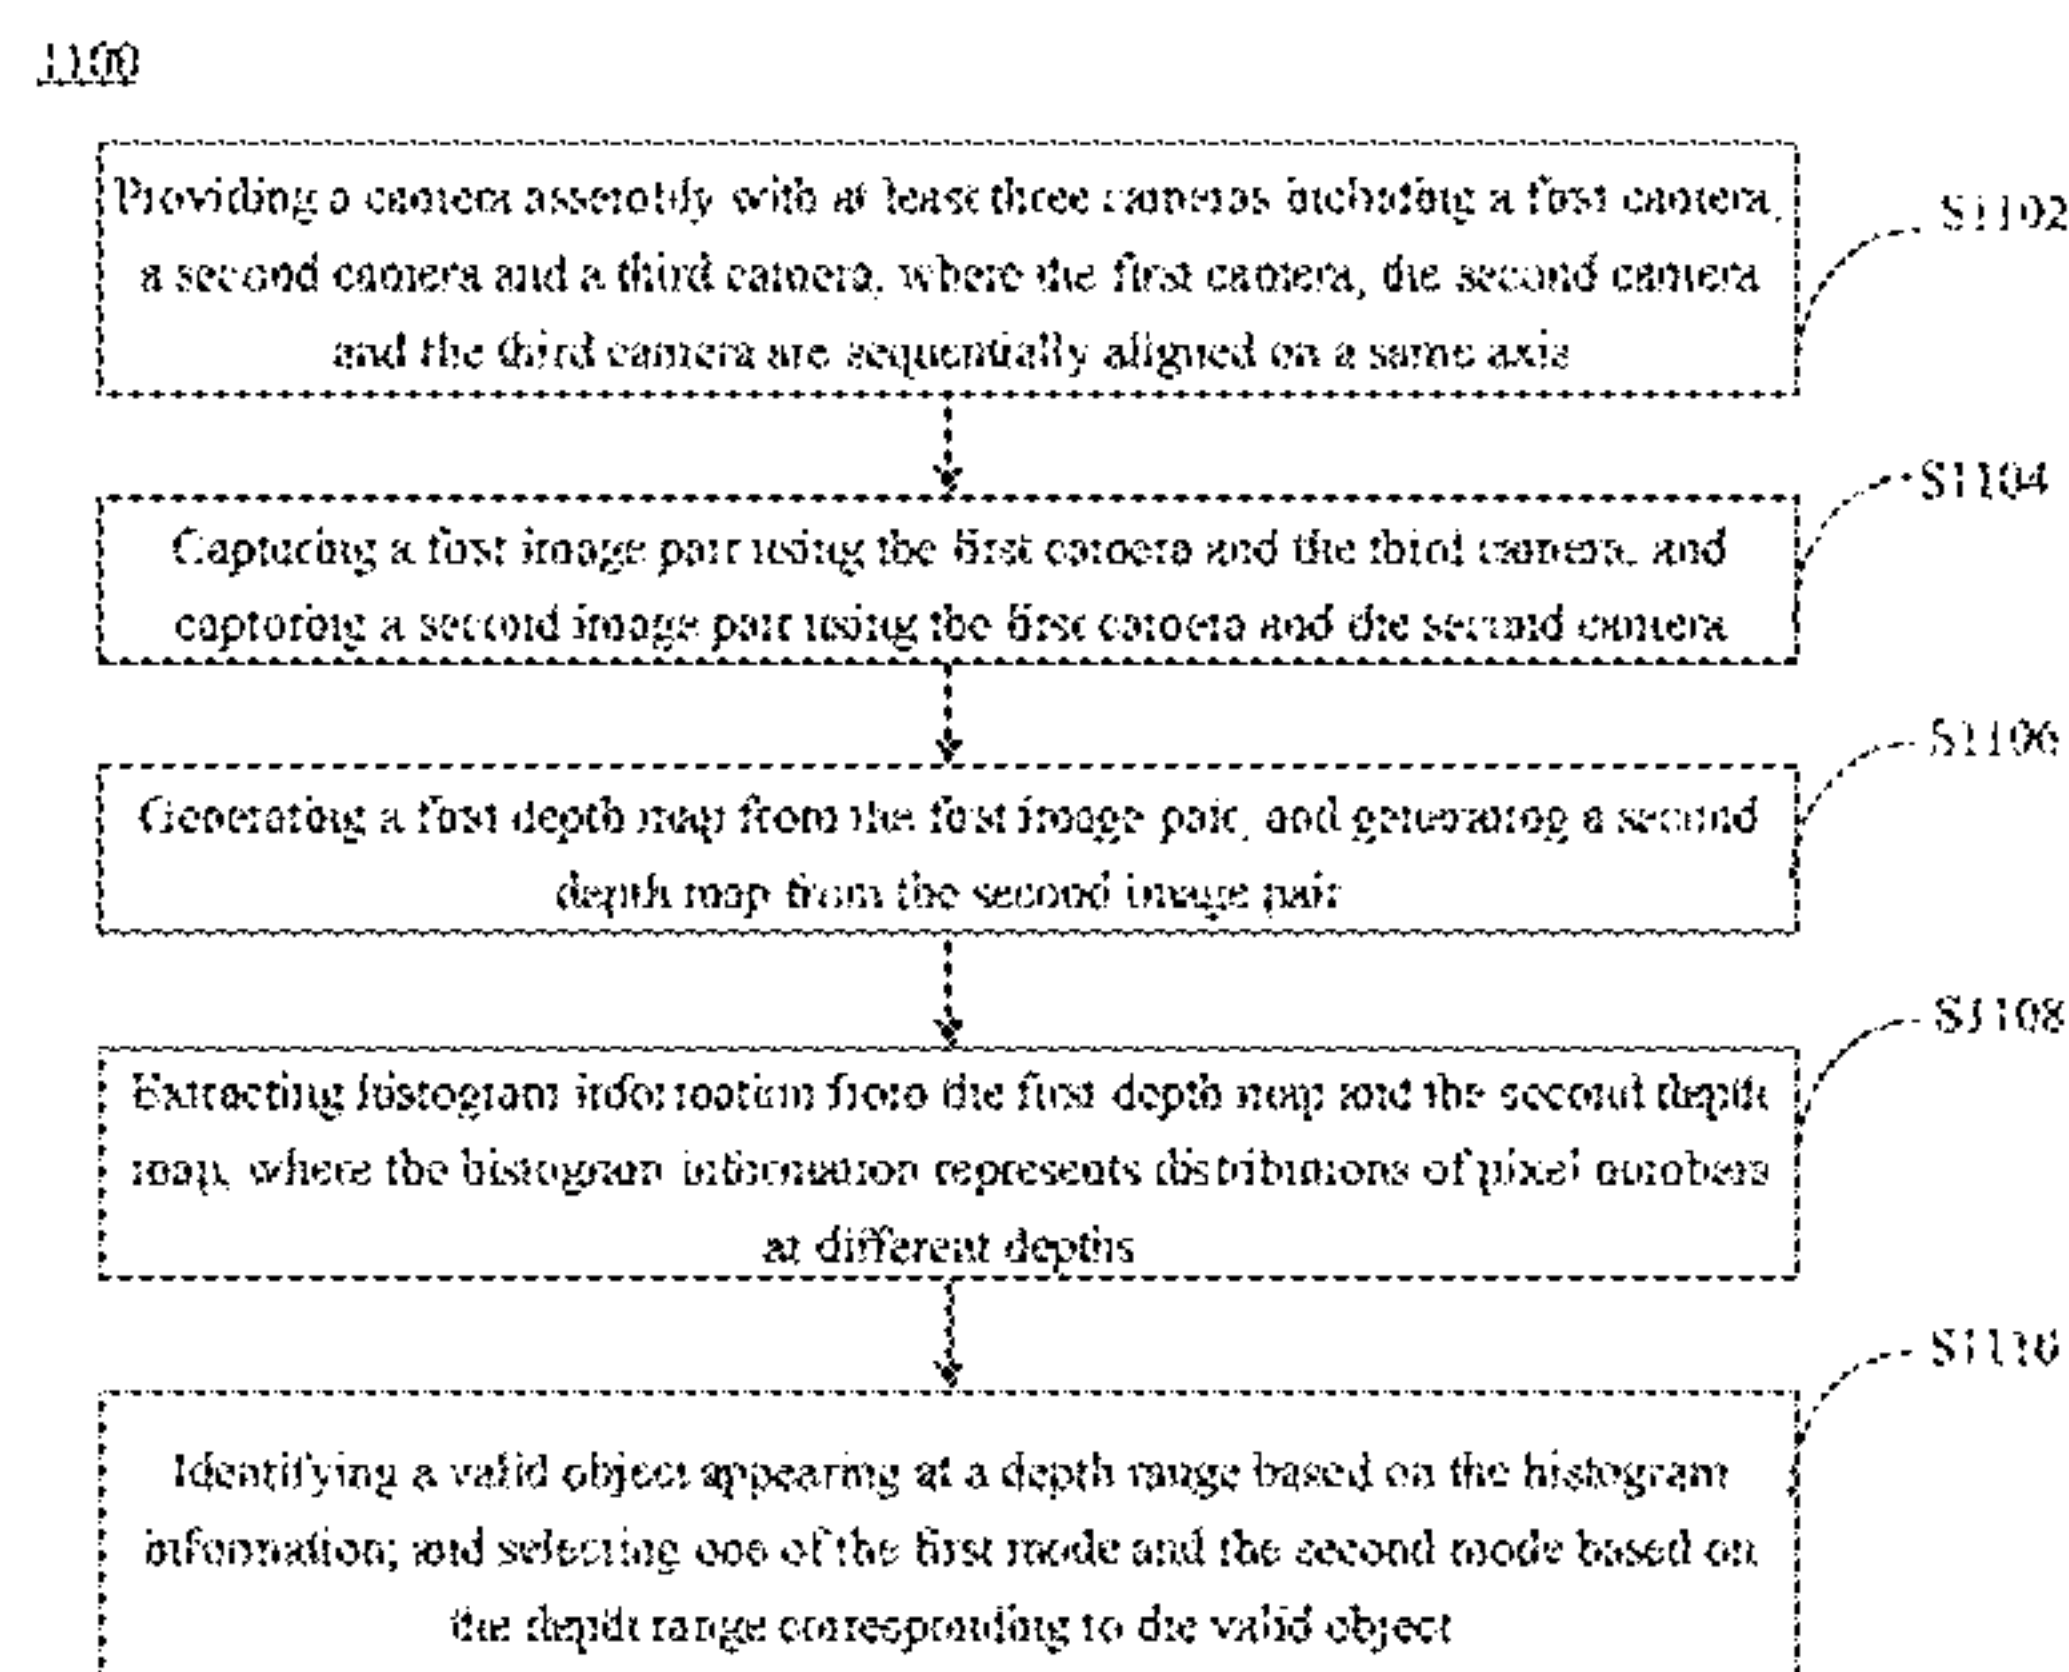 1100
Providing a camera assembly with at least three cameras including a first camera,
S1102
a second camera and a third camera, where the first camera, the second camera
and the third camera are sequentially aligned on a same axis
S1104
Capturing a first image pair using the first camera and the third camera, and
capturing a second image pair using the first camera and the second camera
S1106
Generating a first depth map from the first image pair, and generating a second
depth map from the second image pair
S1108
Extracting histogram information from the first depth map and the second depth
map, where the histogram information represents distributions of pixel numbers
at different depths
S1110
Identifying a valid object appearing at a depth range based on the histogram
information; and selecting one of the first mode and the second mode based on
the depth range corresponding to the valid object